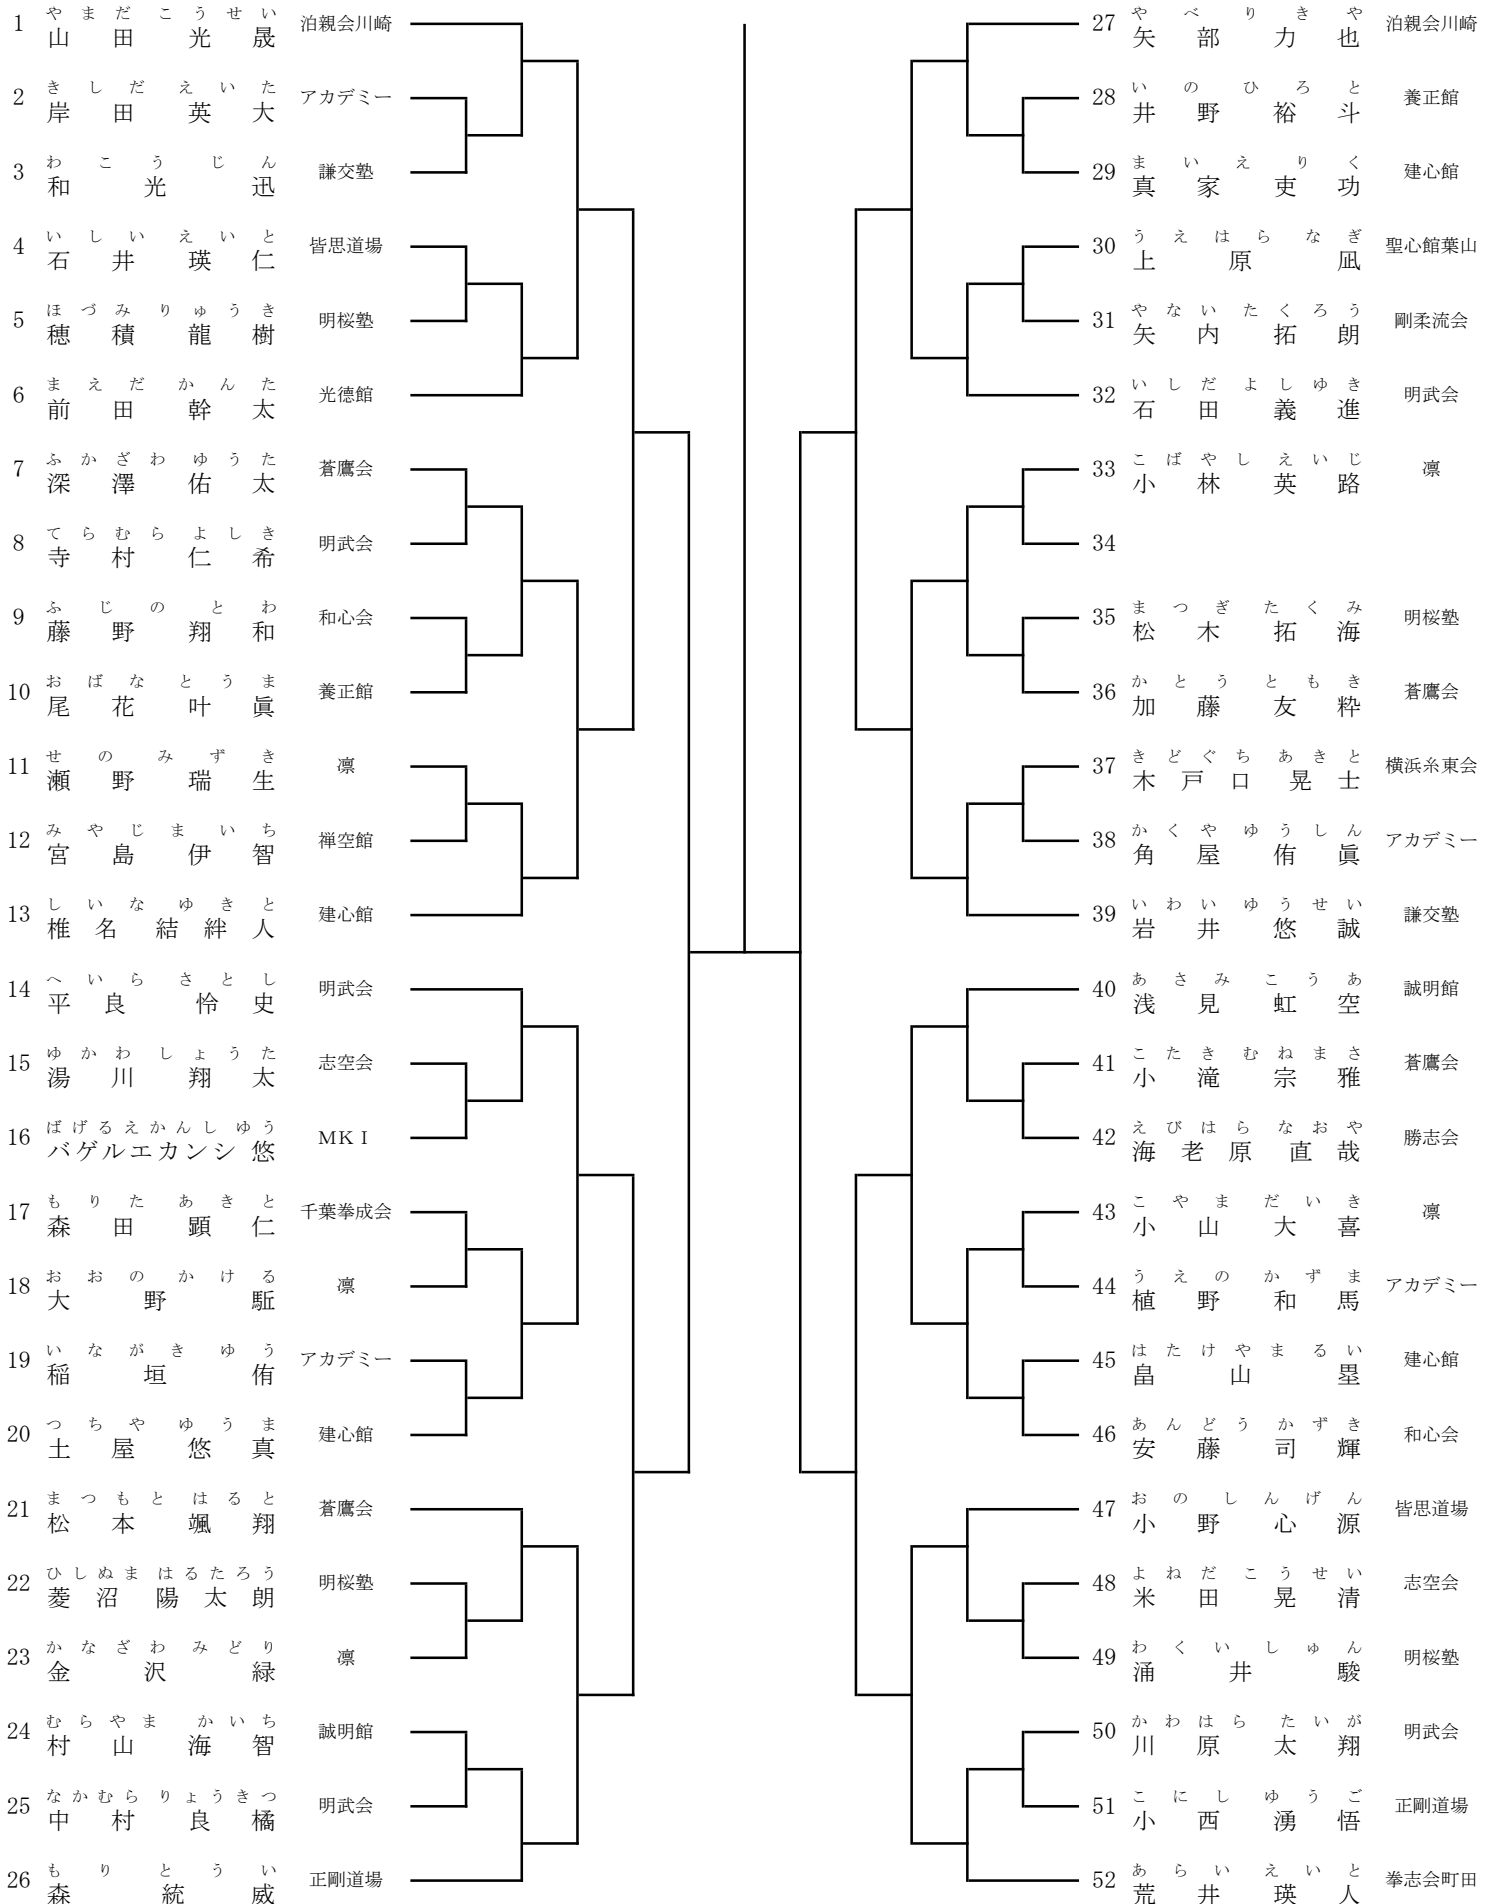 やまだ こうせい
1 山田 光晟 泊親会川崎
きしだ えいた
2 岸田 英大 アカデミー
わこう じん
3 和光 迅 謙交塾
いしい えいと
4 石井 瑛仁 皆思道場
ほづみ りゅうき
5 穂積 龍樹 明桜塾
まえだ かんた
6 前田 幹太 光德館
ふかざわ ゆうた
7 深澤 佑太 蒼鷹会
てらむら よしき
8 寺村 仁希 明武会
ふじの とわ
9 藤野 翔和 和心会
おばな とうま
10 尾花 叶眞 養正館
せの みずき
11 瀬野 瑞生 凛
みやじま いち
12 宮島 伊智 禅空館
しいな ゆきと
13 椎名 結絆人 建心館
へいら さとし
14 平良 怜史 明武会
ゆかわ しょうた
15 湯川 翔太 志空会
ばげるえかんし ゆう
16 バゲルエカンシ 悠 MKⅠ
もりた あきと
17 森田 顕仁 千葉拳成会
おおの かける
18 大野 駈 凛
いながき ゆう
19 稲垣 侑 アカデミー
つちや ゆうま
20 土屋 悠真 建心館
まつもと はると
21 松本 颯翔 蒼鷹会
ひしぬま はるたろう
22 菱沼 陽太朗 明桜塾
かなざわ みどり
23 金沢 緑 凛
むらやま かいち
24 村山 海智 誠明館
なかむら りょうきつ
25 中村 良橘 明武会
もり とうい
26 森 統威 正剛道場
やべ りきや
27 矢部 力也 泊親会川崎
いの ひろと
28 井野 裕斗 養正館
まいえ りく
29 真家 吏功 建心館
うえはら なぎ
30 上原 凪 聖心館葉山
やない たくろう
31 矢内 拓朗 剛柔流会
いしだ よしゆき
32 石田 義進 明武会
こばやし えいじ
33 小林 英路 凛
34
まつぎ たくみ
35 松木 拓海 明桜塾
かとう ともき
36 加藤 友粋 蒼鷹会
きどぐち あきと
37 木戸口 晃士 横浜糸東会
かくや ゆうしん
38 角屋 侑眞 アカデミー
いわい ゆうせい
39 岩井 悠誠 謙交塾
あさみ こうあ
40 浅見 虹空 誠明館
こたき むねまさ
41 小滝 宗雅 蒼鷹会
えびはら なおや
42 海老原 直哉 勝志会
こやま だいき
43 小山 大喜 凛
うえの かずま
44 植野 和馬 アカデミー
はたけやま るい
45 畠山 塁 建心館
あんどう かずき
46 安藤 司輝 和心会
おの しんげん
47 小野 心源 皆思道場
よねだ こうせい
48 米田 晃清 志空会
わくい しゅん
49 涌井 駿 明桜塾
かわはら たいが
50 川原 太翔 明武会
こにし ゆうご
51 小西 湧悟 正剛道場
あらい えいと
52 荒井 瑛人 拳志会町田